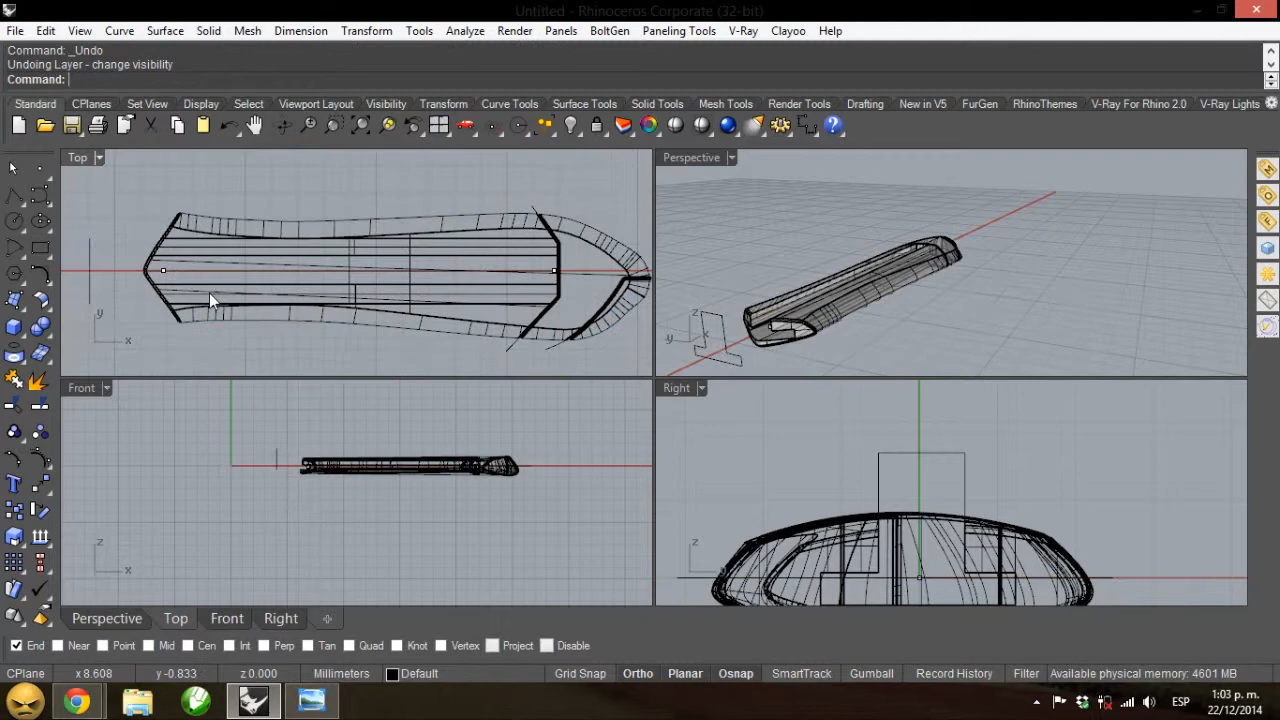 Untitled - Rhinoceros Corporate (32-bit)
File Edit View Curve Surface Solid Mesh Dimension Transform Tools Analyze Render Panels BoltGen Paneling Tools V-Ray Clayoo Help
Command: _Undo
Undoing Layer - change visibility
Command:
Standard CPlanes Set View Display Select Viewport Layout Visibility Transform Curve Tools Surface Tools Solid Tools Mesh Tools Render Tools Drafting New in V5 FurGen RhinoThemes V-Ray For Rhino 2.0 V-Ray Lights
Top
Perspective
y
x
z
x
y
Front
Right
z
x
z
Perspective Top Front Right
End Near Point Mid Cen Int Perp Tan Quad Knot Vertex Project Disable
CPlane x 8.608 y -0.833 z 0.000 Millimeters Default Grid Snap Ortho Planar Osnap SmartTrack Gumball Record History Filter Available physical memory: 4601 MB
ESP
1:03 p. m.
22/12/2014